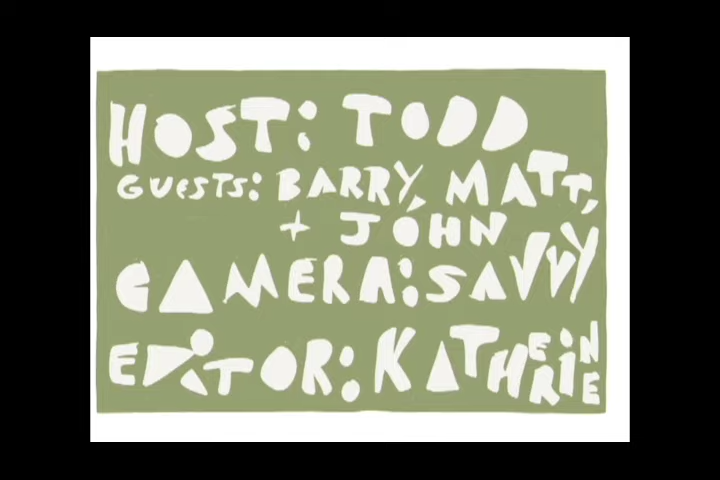 HOST: TODD
GUESTS: BARRY, MATT,
+ JOHN
CAMERA: SAVVY
EDITOR: KATHERINE